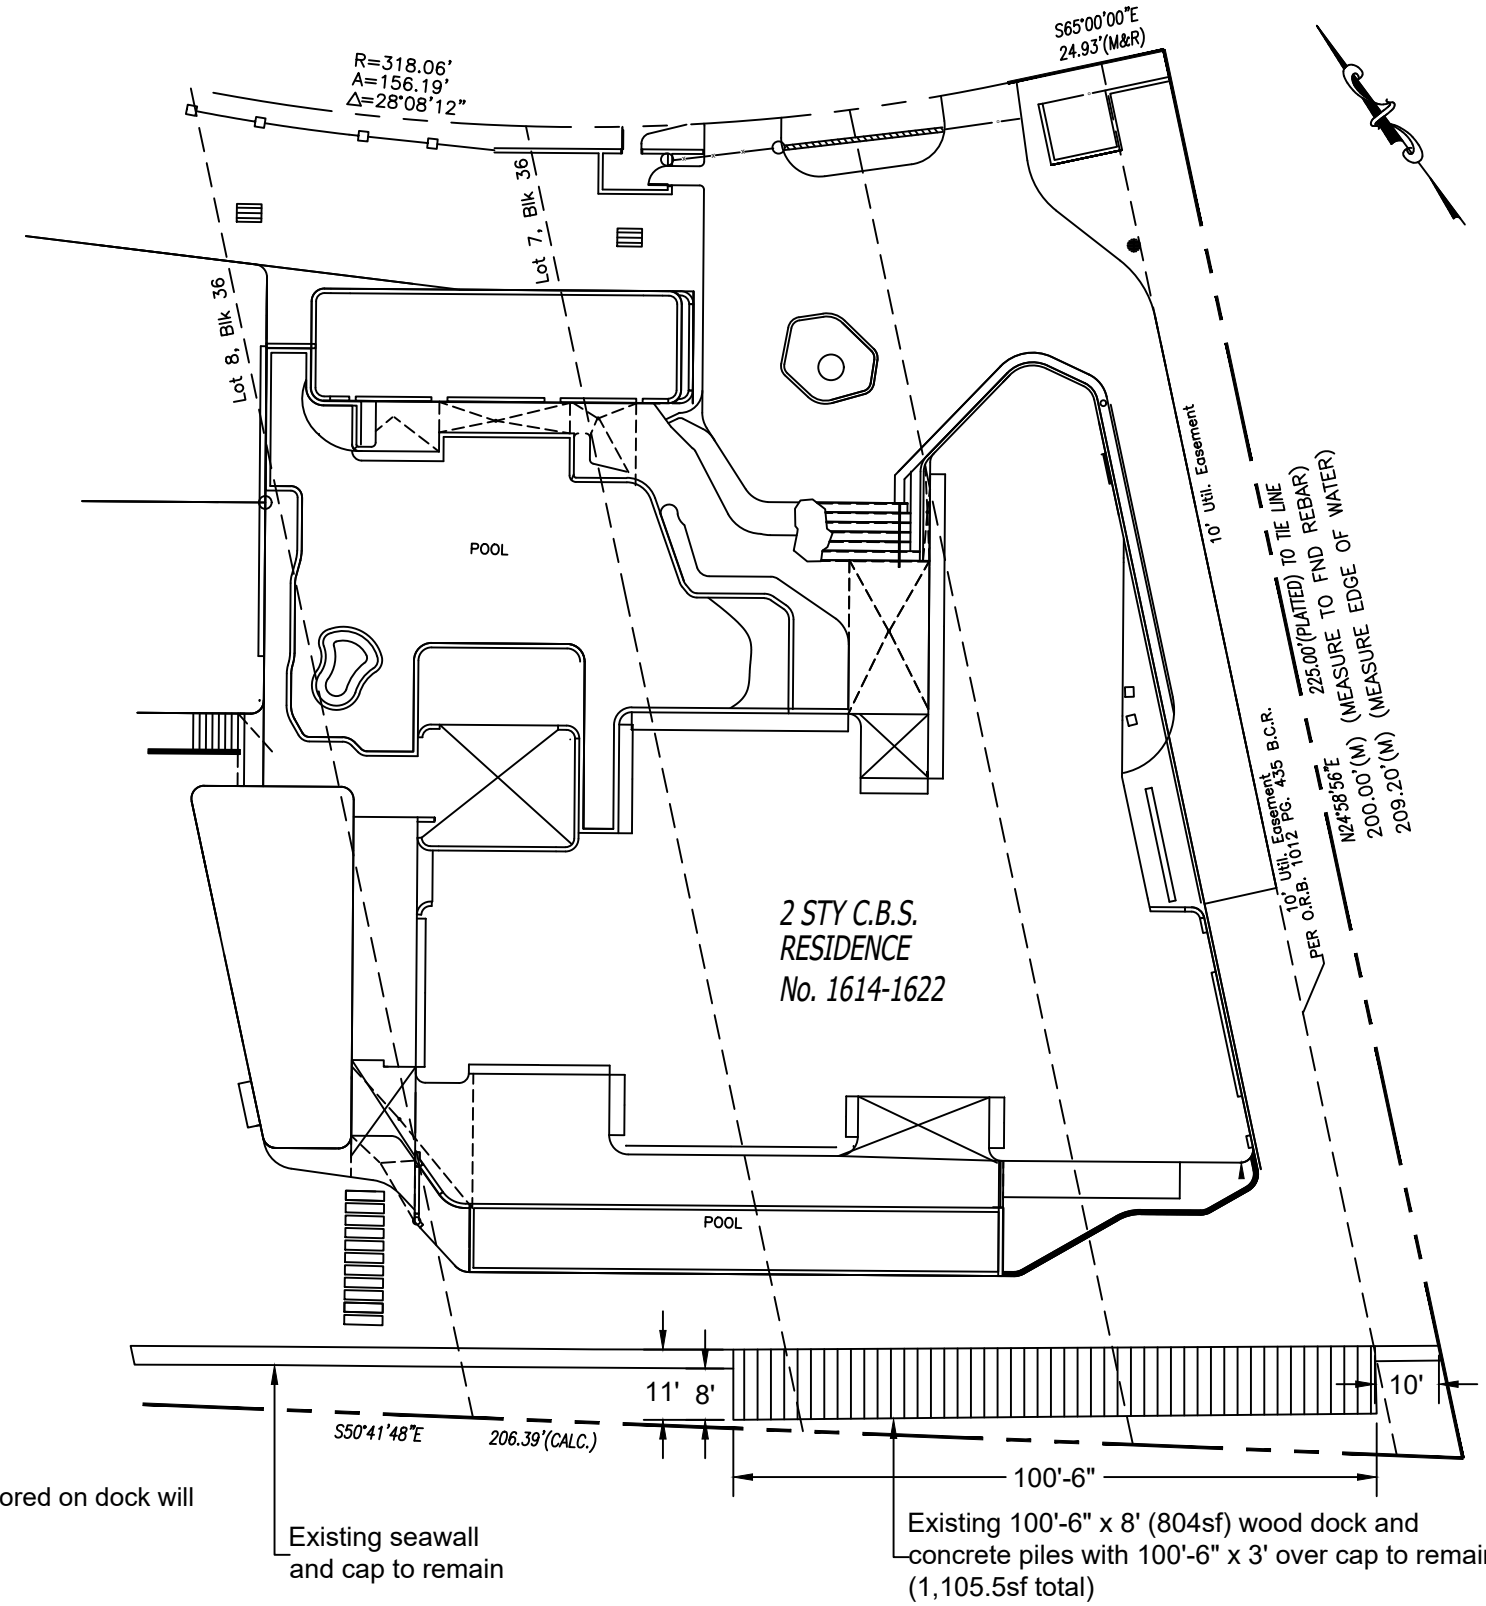 S65°00'00"E
24.93'(M&R)
R=318.06'
A=156.19'
Δ=28°08'12"
Lot 7, Blk 36
Lot 8, Blk 36
POOL
10' Util. Easement
225.00'(PLATTED) TO TIE LINE
N24°58'56"E
200.00'(M) (MEASURE TO FND REBAR)
209.20'(M) (MEASURE EDGE OF WATER)
10' Util. Easement
PER O.R.B. 1012 PG. 435 B.C.R.
2 STY C.B.S.
RESIDENCE
No. 1614-1622
POOL
11' 8'
10'
S50°41'48"E
206.39'(CALC.)
100'-6"
ored on dock will
Existing seawall
and cap to remain
Existing 100'-6" x 8' (804sf) wood dock and
concrete piles with 100'-6" x 3' over cap to remain
(1,105.5sf total)